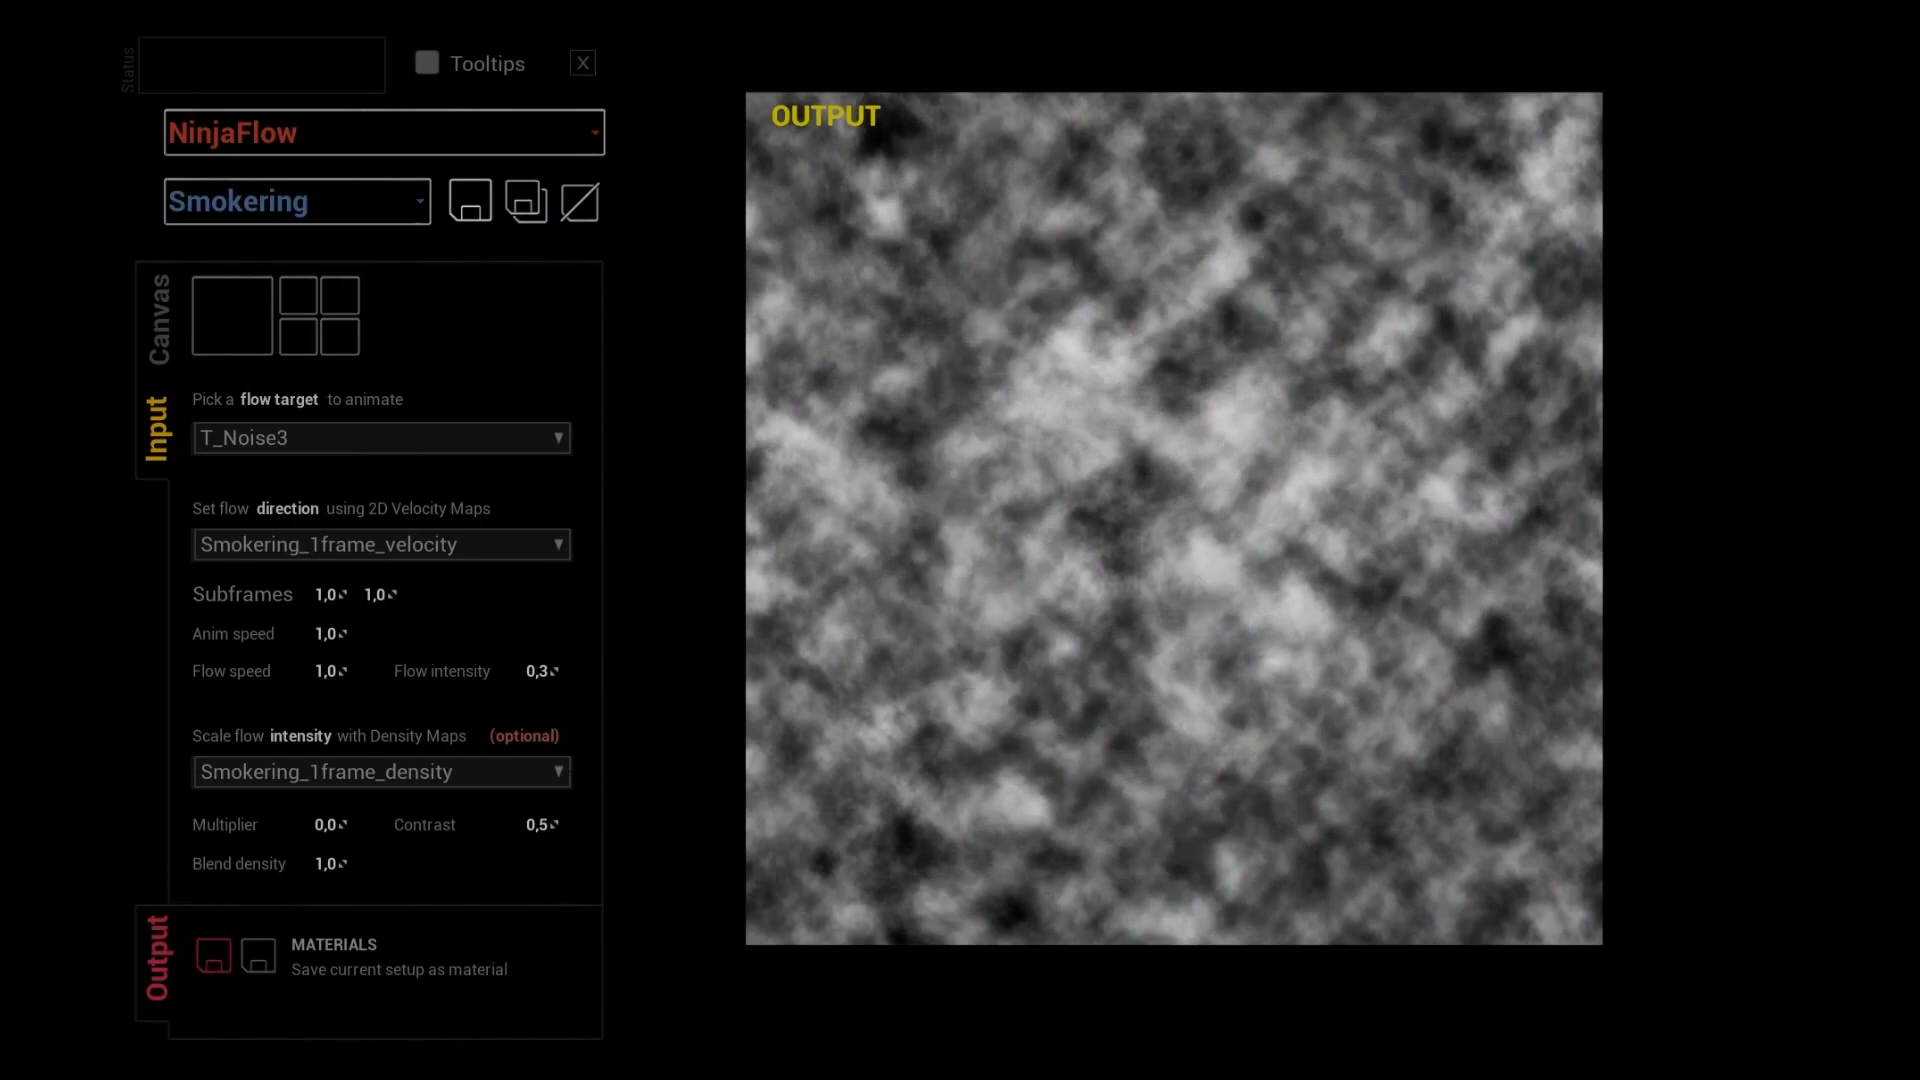 Status
Tooltips
X
NinjaFlow
Smokering
Canvas
Input
Pick a flow target to animate
T_Noise3
Set flow direction using 2D Velocity Maps
Smokering_1frame_velocity
Subframes 1,0 1,0
Anim speed 1,0
Flow speed 1,0 Flow intensity 0,3
Scale flow intensity with Density Maps (optional)
Smokering_1frame_density
Multiplier 0,0 Contrast 0,5
Blend density 1,0
Output
MATERIALS
Save current setup as material
OUTPUT